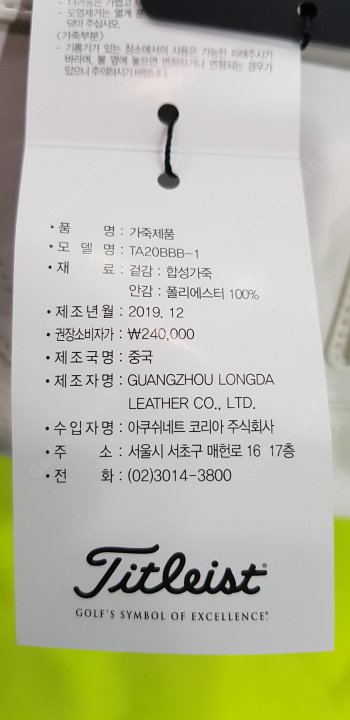 - 오염제거는 엷게 푼
닦아 주십시오.
<가죽부분>
- 기름기가 있는 장소에서의 사용은 가능한 피해주시기
바라며, 불 옆에 놓으면 변화하거나 변형되는 경우가
있으니 주의하시기 바랍니다.
• 품 명 : 가죽제품
• 모 델 명 : TA20BBB-1
• 재 료 : 겉감 : 합성가죽
안감 : 폴리에스터 100%
• 제조년월 : 2019. 12
• 권장소비자가 : ₩240,000
• 제조국명 : 중국
• 제조자명 : GUANGZHOU LONGDA
LEATHER CO., LTD.
• 수입자명 : 아쿠쉬네트 코리아 주식회사
• 주 소 : 서울시 서초구 매헌로 16 17층
• 전 화 : (02)3014-3800
Titleist®
GOLF'S SYMBOL OF EXCELLENCE®